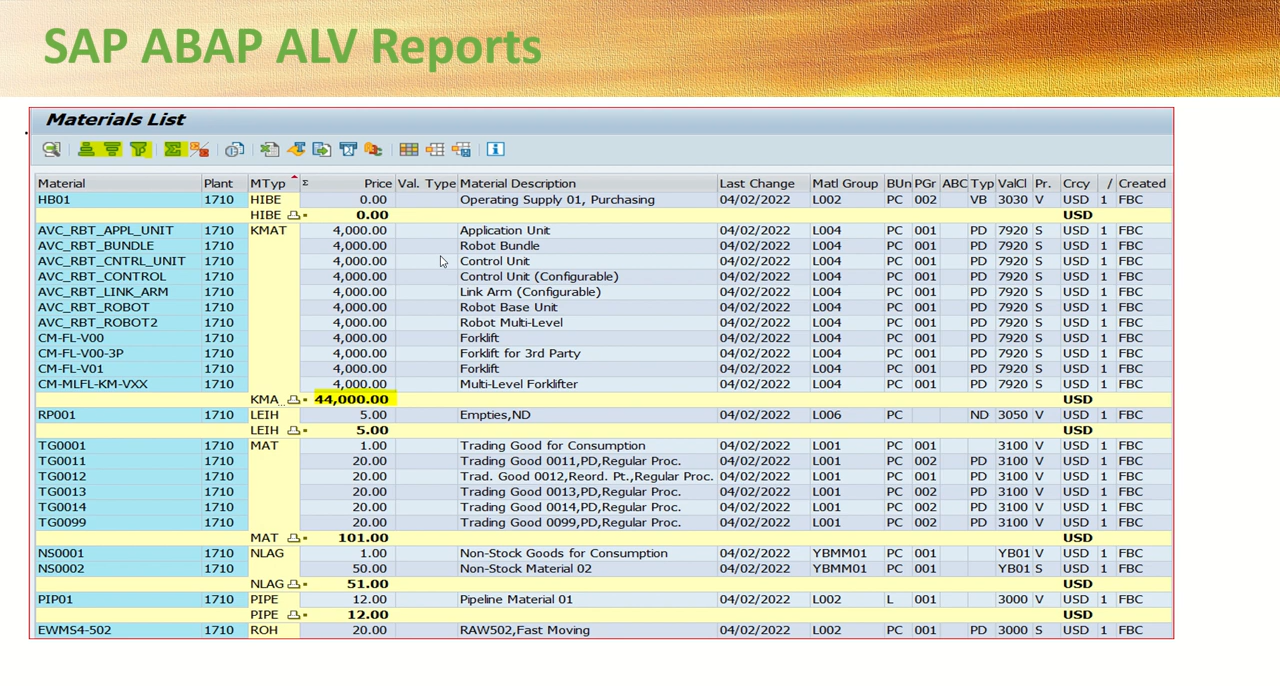 SAP ABAP ALV Reports
Materials List
Material Plant MTyp Σ Price Val. Type Material Description Last Change Matl Group BUn PGr ABC Typ ValCl Pr. Crcy / Created
HB01 1710 HIBE 0.00 Operating Supply 01, Purchasing 04/02/2022 L002 PC 002 VB 3030 V USD 1 FBC
HIBE 0.00 USD
AVC_RBT_APPL_UNIT 1710 KMAT 4,000.00 Application Unit 04/02/2022 L004 PC 001 PD 7920 S USD 1 FBC
AVC_RBT_BUNDLE 1710 4,000.00 Robot Bundle 04/02/2022 L004 PC 001 PD 7920 S USD 1 FBC
AVC_RBT_CNTRL_UNIT 1710 4,000.00 Control Unit 04/02/2022 L004 PC 001 PD 7920 S USD 1 FBC
AVC_RBT_CONTROL 1710 4,000.00 Control Unit (Configurable) 04/02/2022 L004 PC 001 PD 7920 S USD 1 FBC
AVC_RBT_LINK_ARM 1710 4,000.00 Link Arm (Configurable) 04/02/2022 L004 PC 001 PD 7920 S USD 1 FBC
AVC_RBT_ROBOT 1710 4,000.00 Robot Base Unit 04/02/2022 L004 PC 001 PD 7920 S USD 1 FBC
AVC_RBT_ROBOT2 1710 4,000.00 Robot Multi-Level 04/02/2022 L004 PC 001 PD 7920 S USD 1 FBC
CM-FL-V00 1710 4,000.00 Forklift 04/02/2022 L004 PC 001 PD 7920 S USD 1 FBC
CM-FL-V00-3P 1710 4,000.00 Forklift for 3rd Party 04/02/2022 L004 PC 001 PD 7920 S USD 1 FBC
CM-FL-V01 1710 4,000.00 Forklift 04/02/2022 L004 PC 001 PD 7920 S USD 1 FBC
CM-MLFL-KM-VXX 1710 4,000.00 Multi-Level Forklifter 04/02/2022 L004 PC 001 PD 7920 S USD 1 FBC
KMA... 44,000.00 USD
RP001 1710 LEIH 5.00 Empties,ND 04/02/2022 L006 PC ND 3050 V USD 1 FBC
LEIH 5.00 USD
TG0001 1710 MAT 1.00 Trading Good for Consumption 04/02/2022 L001 PC 001 3100 V USD 1 FBC
TG0011 1710 20.00 Trading Good 0011,PD,Regular Proc. 04/02/2022 L001 PC 002 PD 3100 V USD 1 FBC
TG0012 1710 20.00 Trad. Good 0012,Reord. Pt.,Regular Proc. 04/02/2022 L001 PC 002 PD 3100 V USD 1 FBC
TG0013 1710 20.00 Trading Good 0013,PD,Regular Proc. 04/02/2022 L001 PC 002 PD 3100 V USD 1 FBC
TG0014 1710 20.00 Trading Good 0014,PD,Regular Proc. 04/02/2022 L001 PC 002 PD 3100 V USD 1 FBC
TG0099 1710 20.00 Trading Good 0099,PD,Regular Proc. 04/02/2022 L001 PC 002 PD 3100 V USD 1 FBC
MAT 101.00 USD
NS0001 1710 NLAG 1.00 Non-Stock Goods for Consumption 04/02/2022 YBMM01 PC 001 YB01 V USD 1 FBC
NS0002 1710 50.00 Non-Stock Material 02 04/02/2022 YBMM01 PC 001 YB01 S USD 1 FBC
NLAG 51.00 USD
PIP01 1710 PIPE 12.00 Pipeline Material 01 04/02/2022 L002 L 001 3000 V USD 1 FBC
PIPE 12.00 USD
EWMS4-502 1710 ROH 20.00 RAW502,Fast Moving 04/02/2022 L002 PC 001 PD 3000 S USD 1 FBC